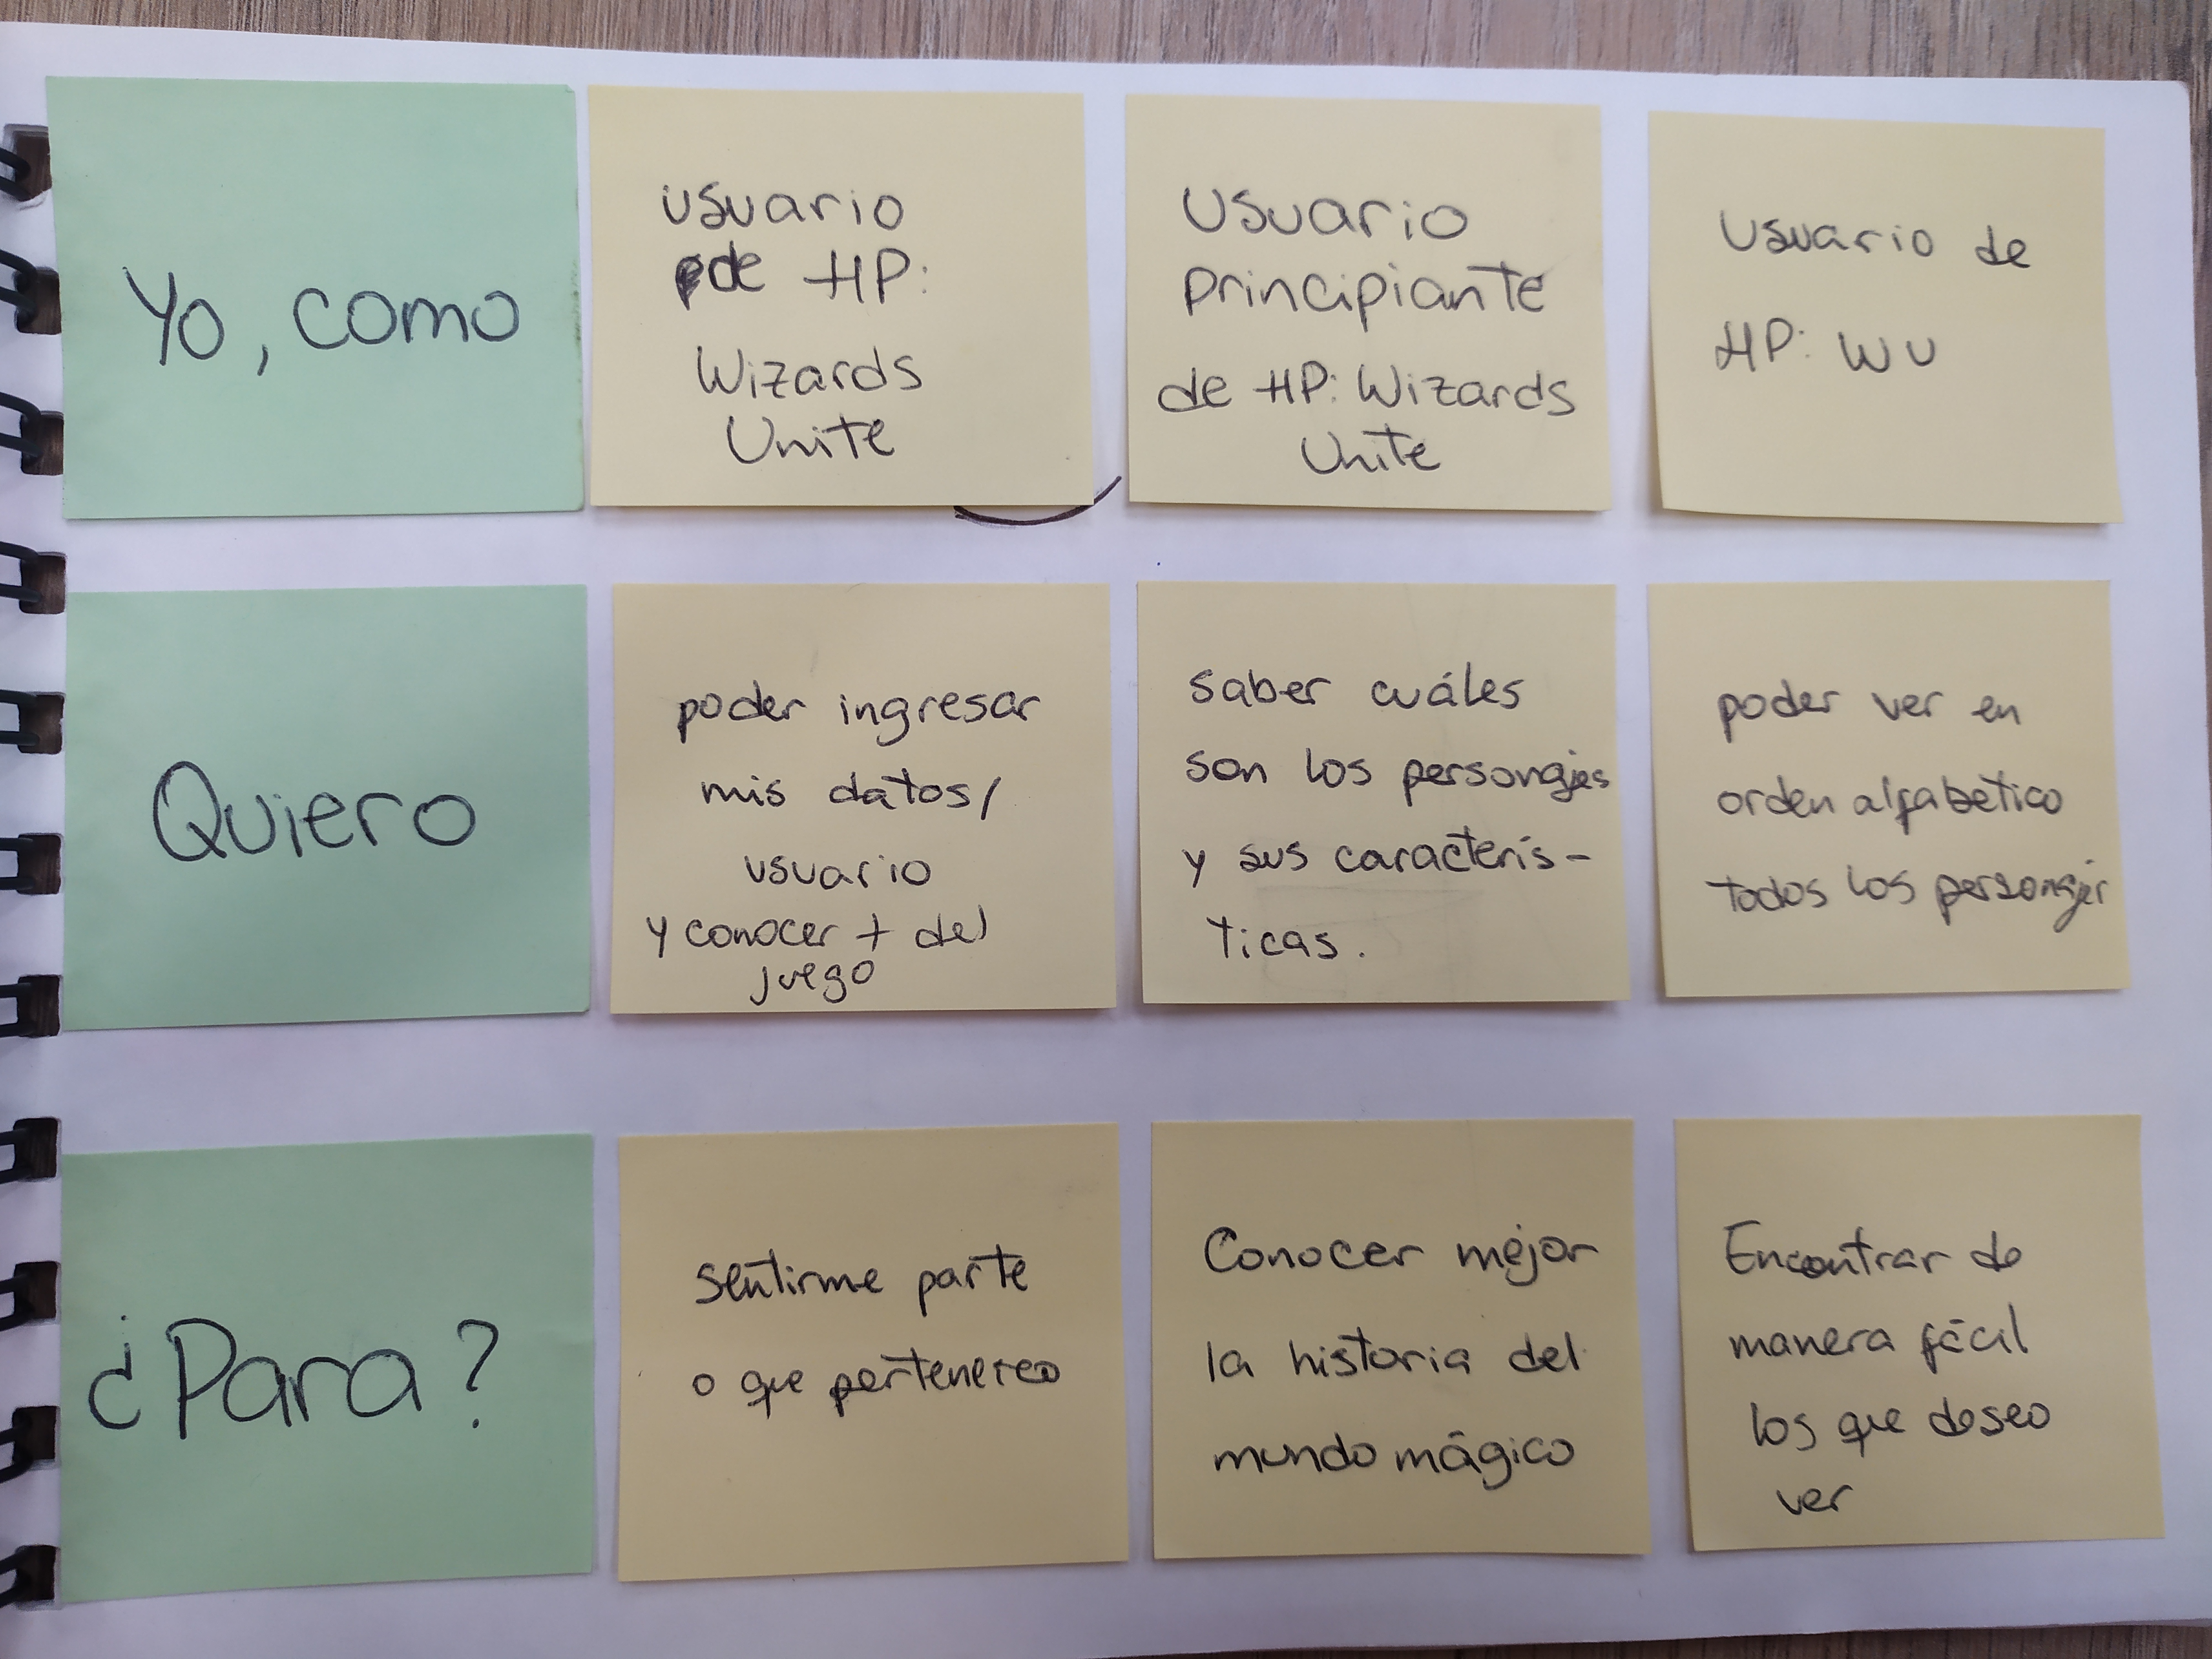 Yo, como
usuario
de HP:
Wizards
Unite
usuario
principiante
de HP: Wizards
Unite
usuario de
HP: WU
Quiero
poder ingresar
mis datos/
usuario
y conocer + del
juego
saber cuáles
son los personajes
y sus caracterís-
ticas.
poder ver en
orden alfabético
todos los personajes
¿Para?
sentirme parte
o que pertenezco
Conocer mejor
la historia del
mundo mágico
Encontrar de
manera fácil
los que deseo
ver